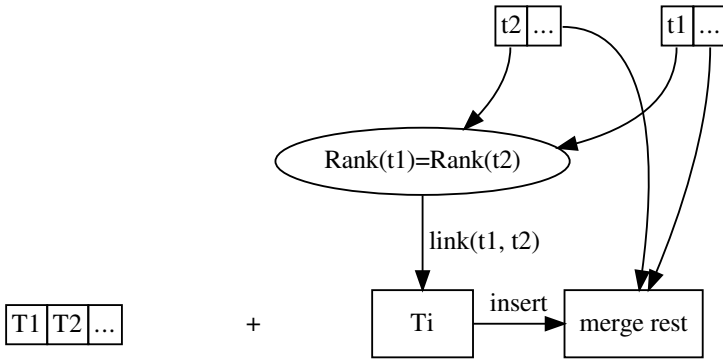 t2 ...
t1 ...
Rank(t1)=Rank(t2)
link(t1, t2)
T1 T2 ...
+
Ti
insert
merge rest